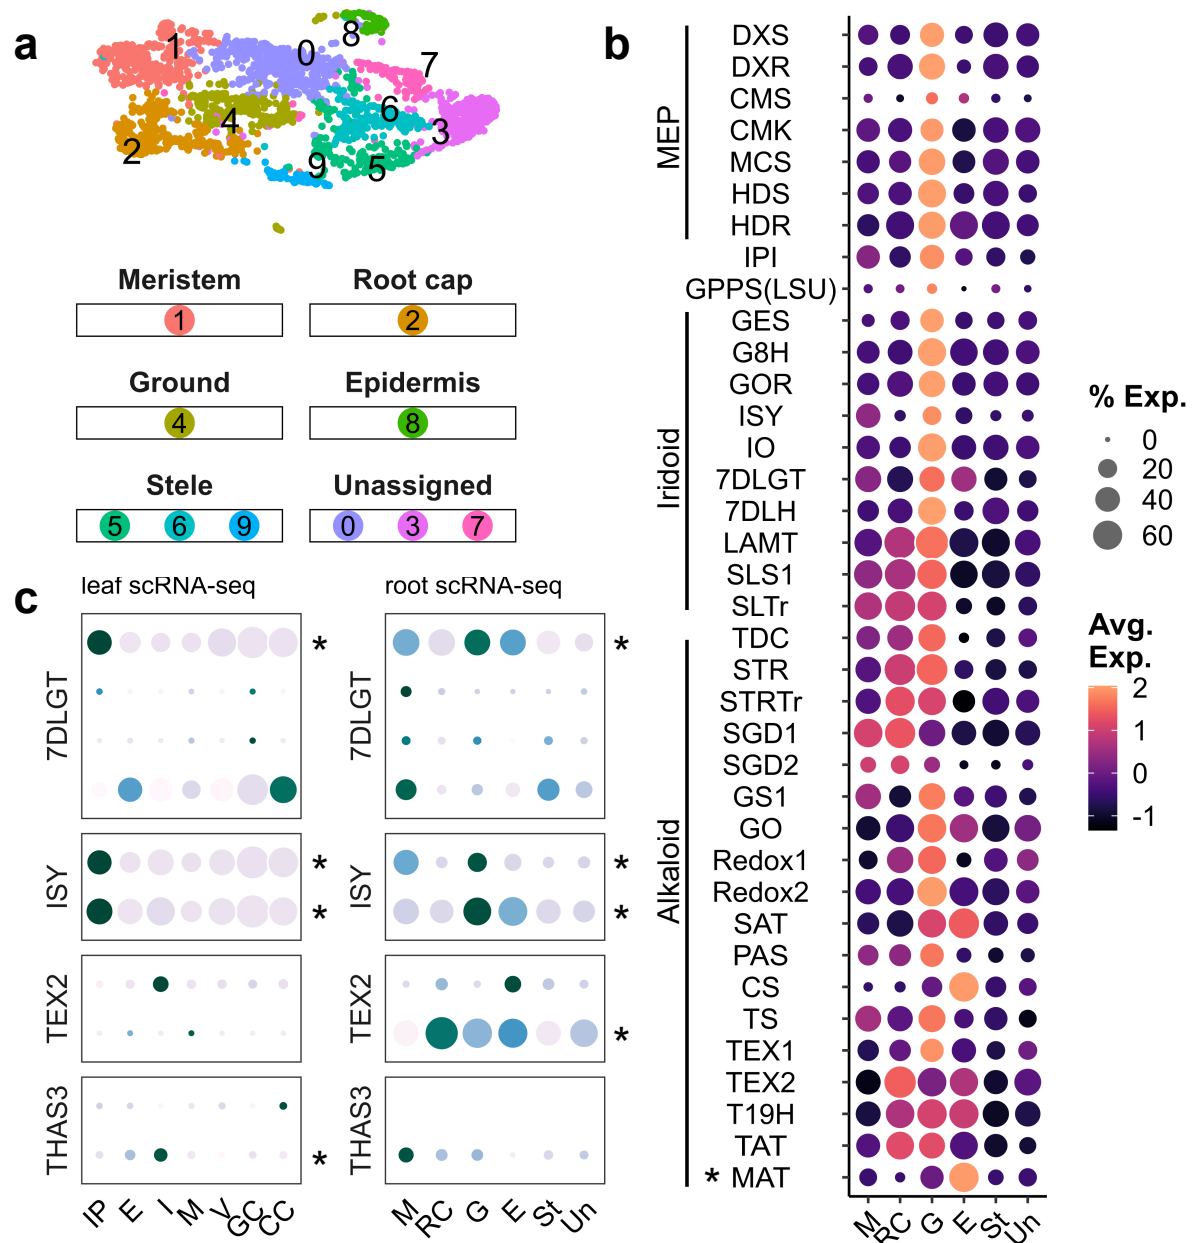 a
1
0
8
7
6
3
4
2
9
5
Meristem
1
Root cap
2
Ground
4
Epidermis
8
Stele
5 6 9
Unassigned
0 3 7
b
MEP
DXS
DXR
CMS
CMK
MCS
HDS
HDR
IPI
GPPS(LSU)
Iridoid
GES
G8H
GOR
ISY
IO
7DLGT
7DLH
LAMT
SLS1
SLTr
Alkaloid
TDC
STR
STRTr
SGD1
SGD2
GS1
GO
Redox1
Redox2
SAT
PAS
CS
TS
TEX1
TEX2
T19H
TAT
* MAT
M RC G E St Un
% Exp.
0
20
40
60
Avg.
Exp.
2
1
0
-1
c
leaf scRNA-seq
7DLGT
*
ISY
*
*
TEX2
THAS3
*
IP E I M V GC CC
root scRNA-seq
7DLGT
*
ISY
*
*
TEX2
*
THAS3
M RC G E St Un